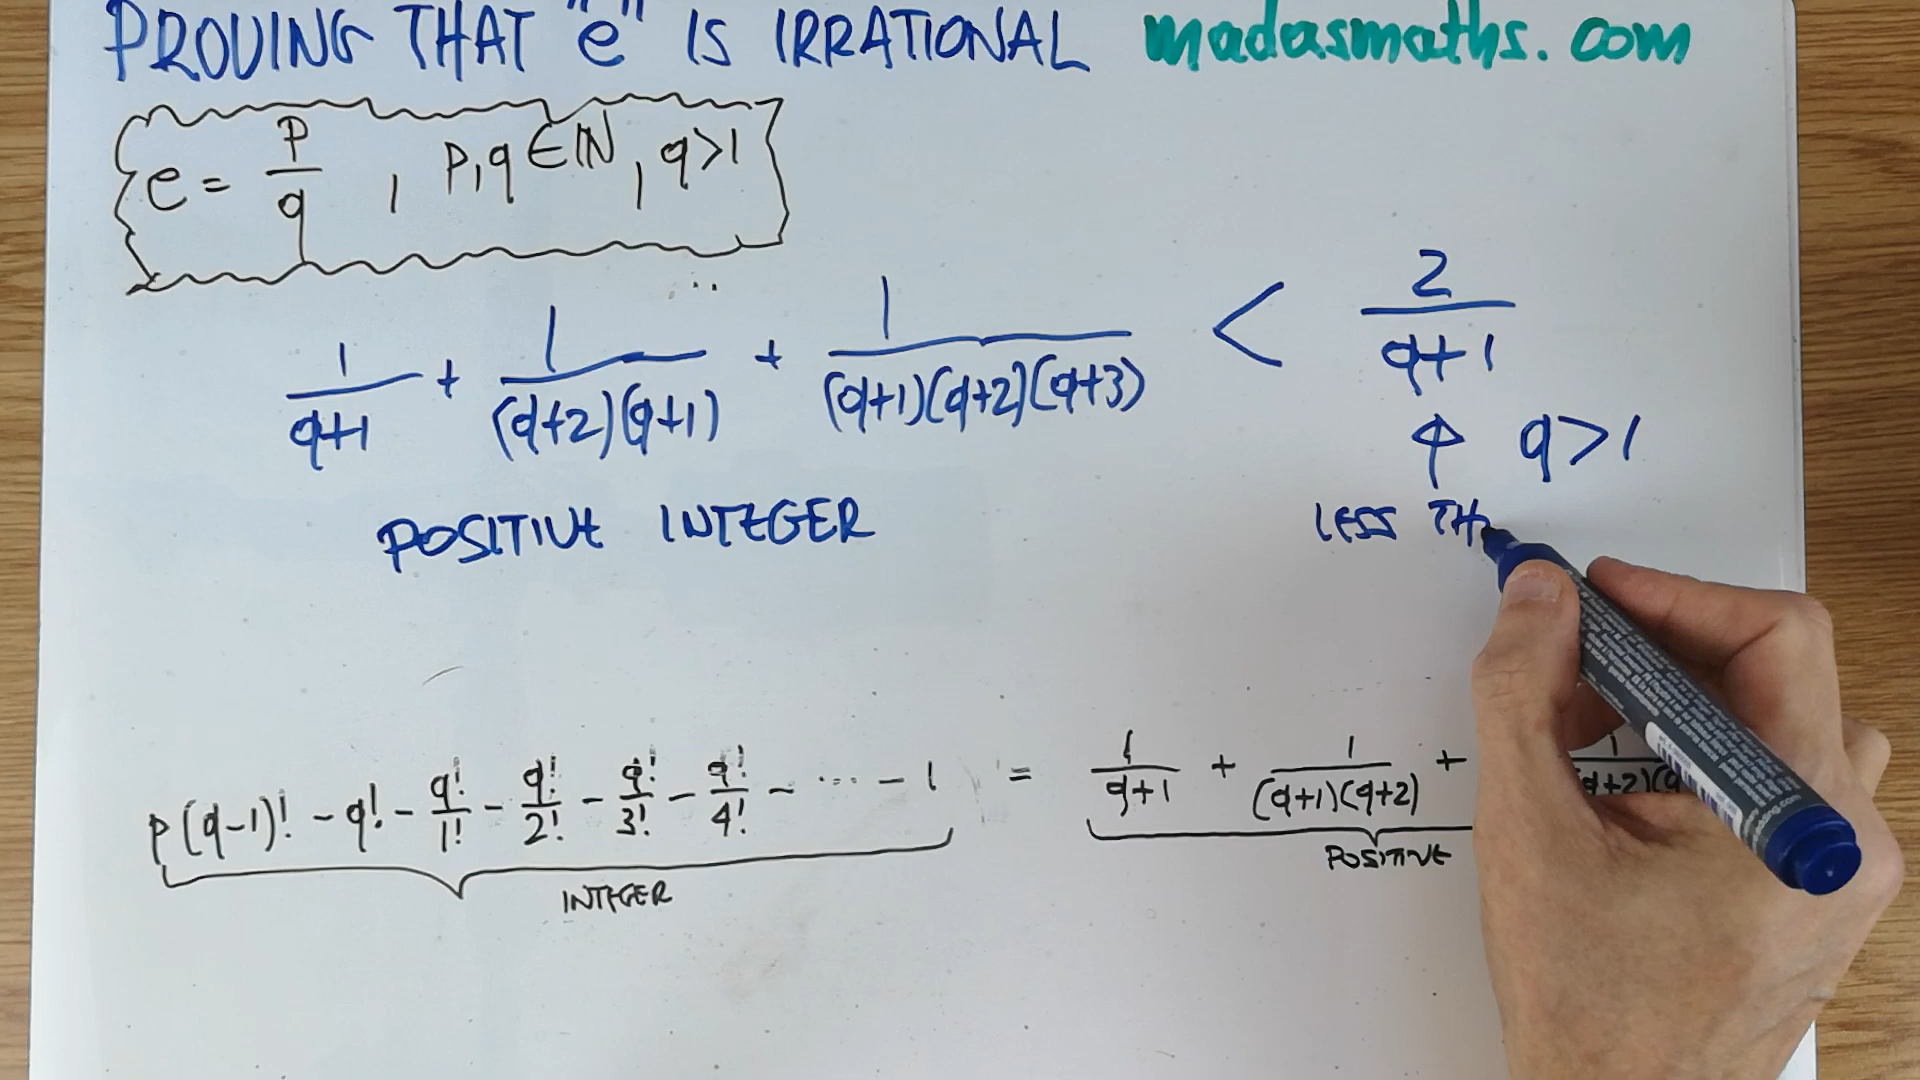 PROVING THAT "e" IS IRRATIONAL madasmaths.com
e = p/q , p,q ∈ ℕ , q>1
1/(q+1) + 1/((q+2)(q+1)) + 1/((q+1)(q+2)(q+3)) < 2/(q+1)
q>1
POSITIVE INTEGER LESS TH
p(q-1)! - q! - q!/1! - q!/2! - q!/3! - q!/4! - ... - 1 = 1/(q+1) + 1/((q+1)(q+2)) +
INTEGER POSITIVE